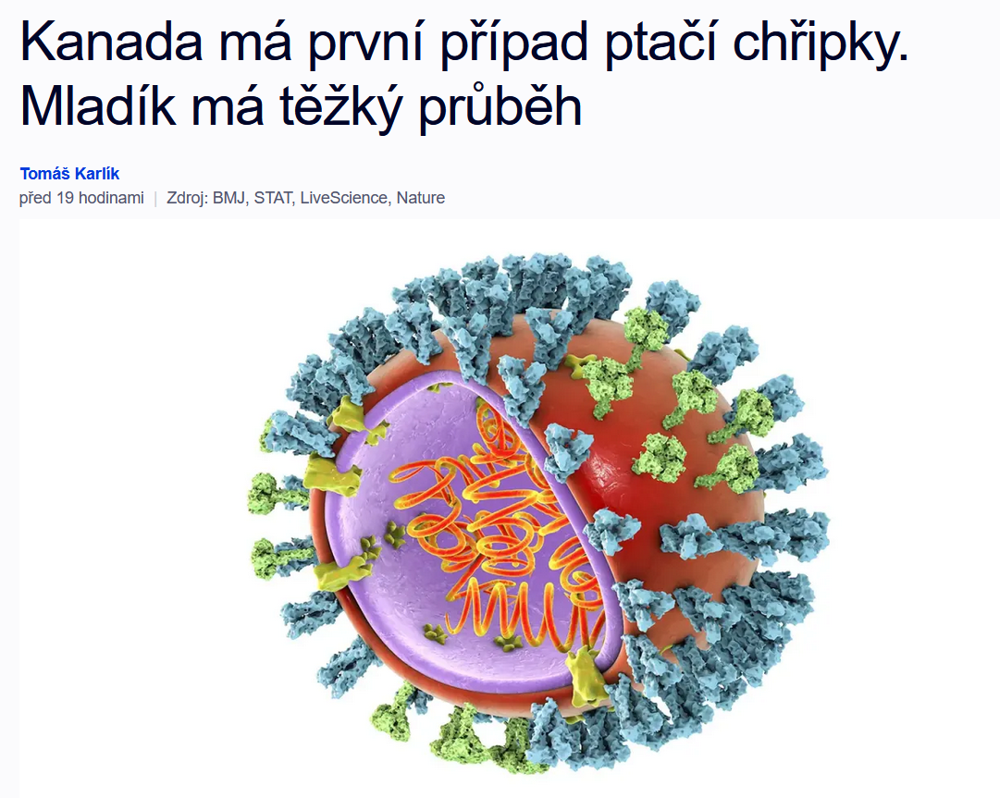 Kanada má první případ ptačí chřipky.
Mladík má těžký průběh
Tomáš Karlík
před 19 hodinami | Zdroj: BMJ, STAT, LiveScience, Nature